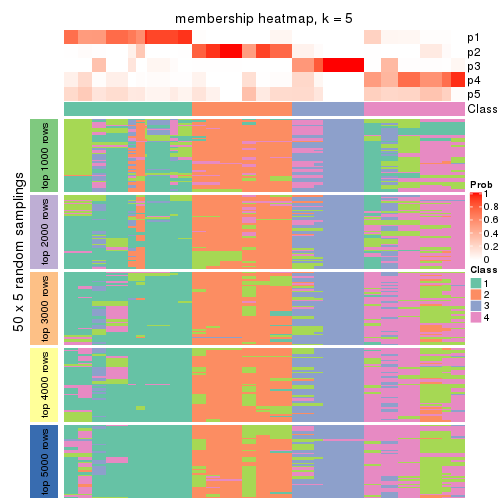 membership heatmap, k = 5
p1
p2
p3
p4
p5
Class
50 x 5 random samplings
top 1000 rows
top 2000 rows
top 3000 rows
top 4000 rows
top 5000 rows
Prob
1
0.8
0.6
0.4
0.2
0
Class
1
2
3
4